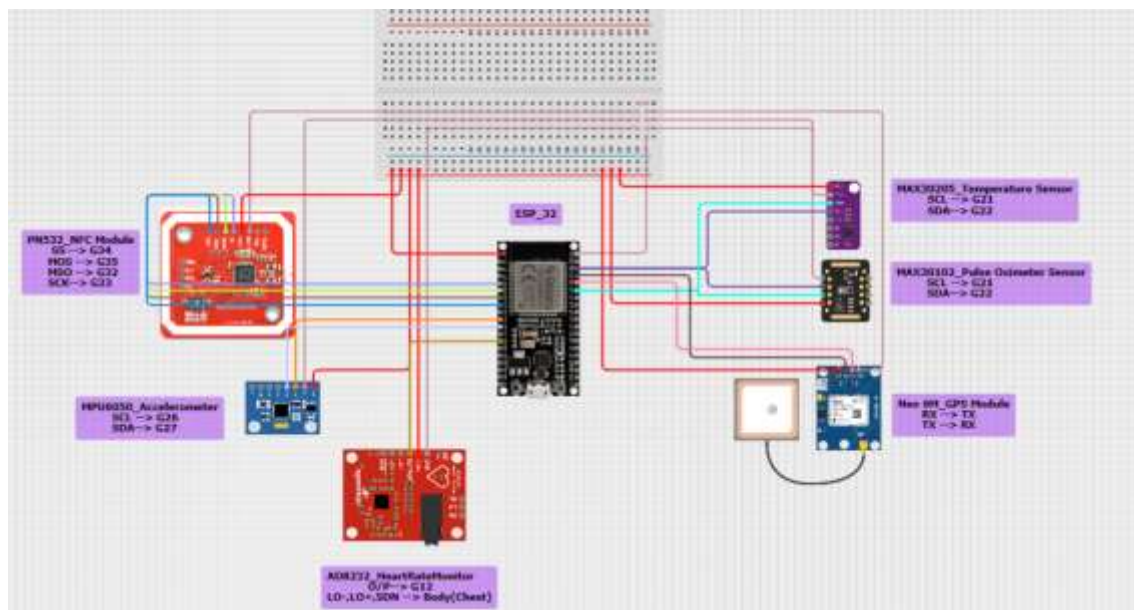 ESP_32
MAX30205_Temperature Sensor
SCL --> G21
SDA--> G22
PN532_NFC Module
SS --> G34
MOS --> G35
MSO --> G32
SCK --> G33
MAX30102_Pulse Oximeter Sensor
SCL --> G21
SDA--> G22
MPU6050_Accelerometer
SCL --> G26
SDA--> G27
Neo 6M_GPS Module
RX --> TX
TX --> RX
AD8232_HeartRateMonitor
O/P--> G12
LO-,LO+,SDN --> Body(Chest)